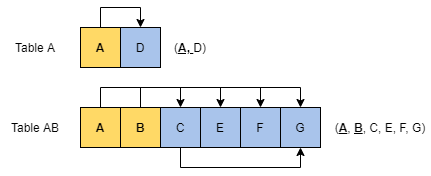 Table A A D (A, D)
Table AB A B C E F G (A, B, C, E, F, G)